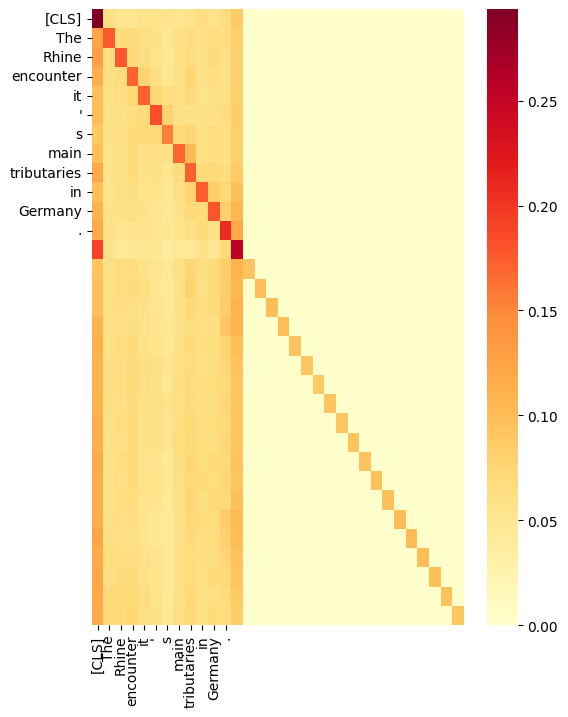 [CLS]
The
Rhine
encounter
it
'
s
main
tributaries
in
Germany
.
[CLS]
The
Rhine
encounter
it
'
s
main
tributaries
in
Germany
.
0.25
0.20
0.15
0.10
0.05
0.00